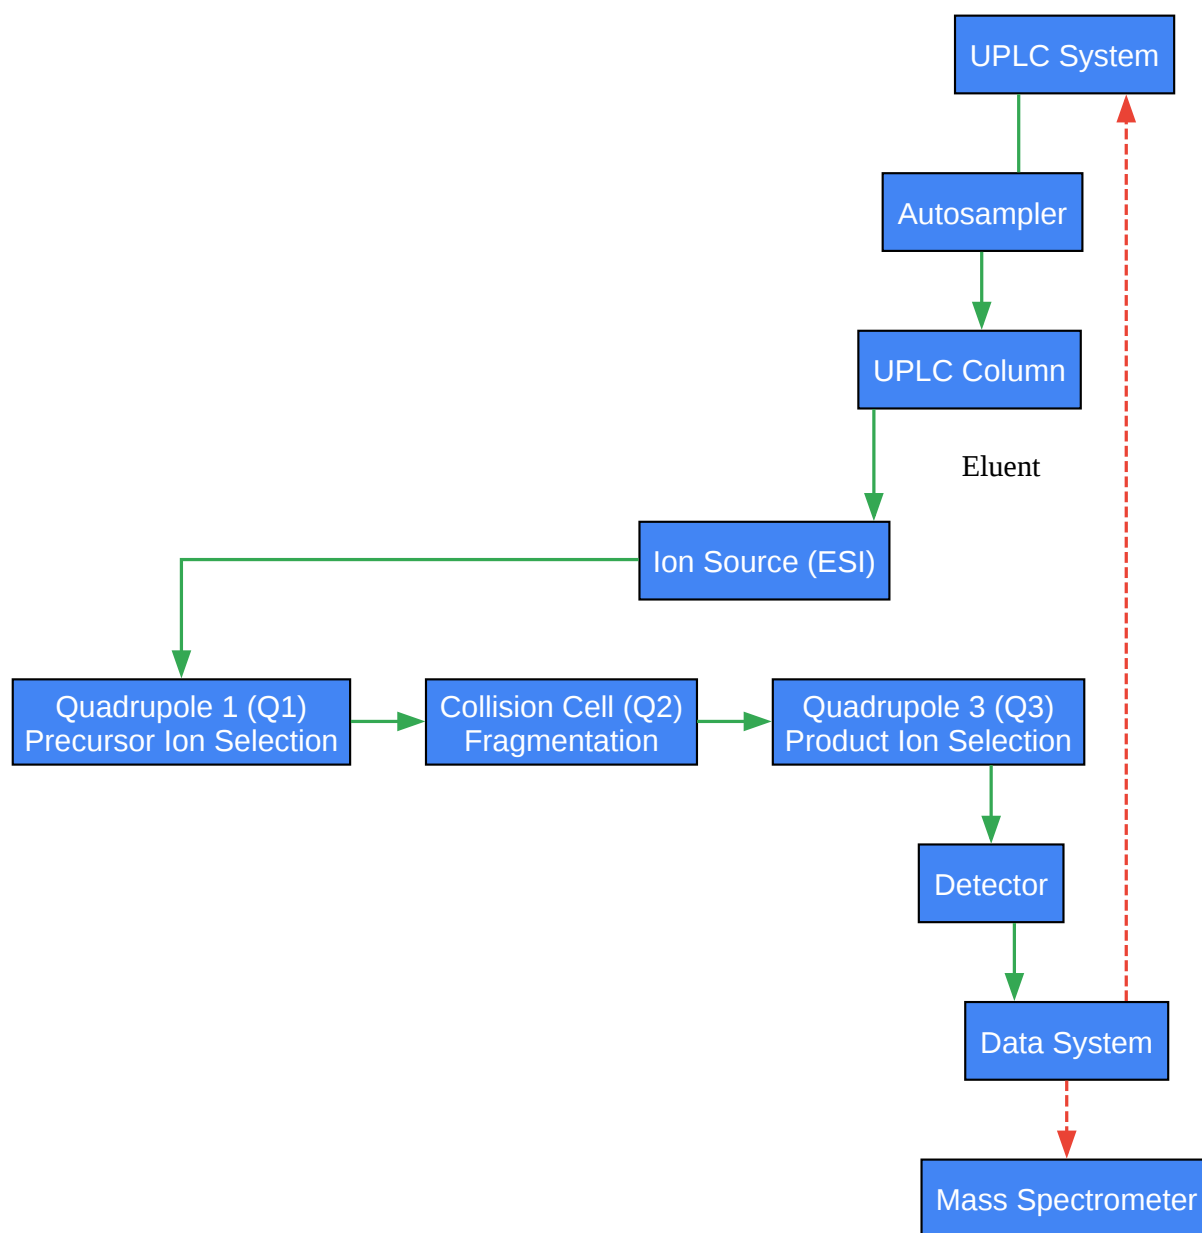 UPLC System
Autosampler
UPLC Column
Eluent
Ion Source (ESI)
Quadrupole 1 (Q1)
Precursor Ion Selection
Collision Cell (Q2)
Fragmentation
Quadrupole 3 (Q3)
Product Ion Selection
Detector
Data System
Mass Spectrometer